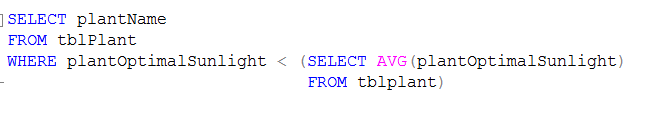 SELECT plantName
FROM tblPlant
WHERE plantOptimalSunlight < (SELECT AVG(plantOptimalSunlight)
FROM tblplant)